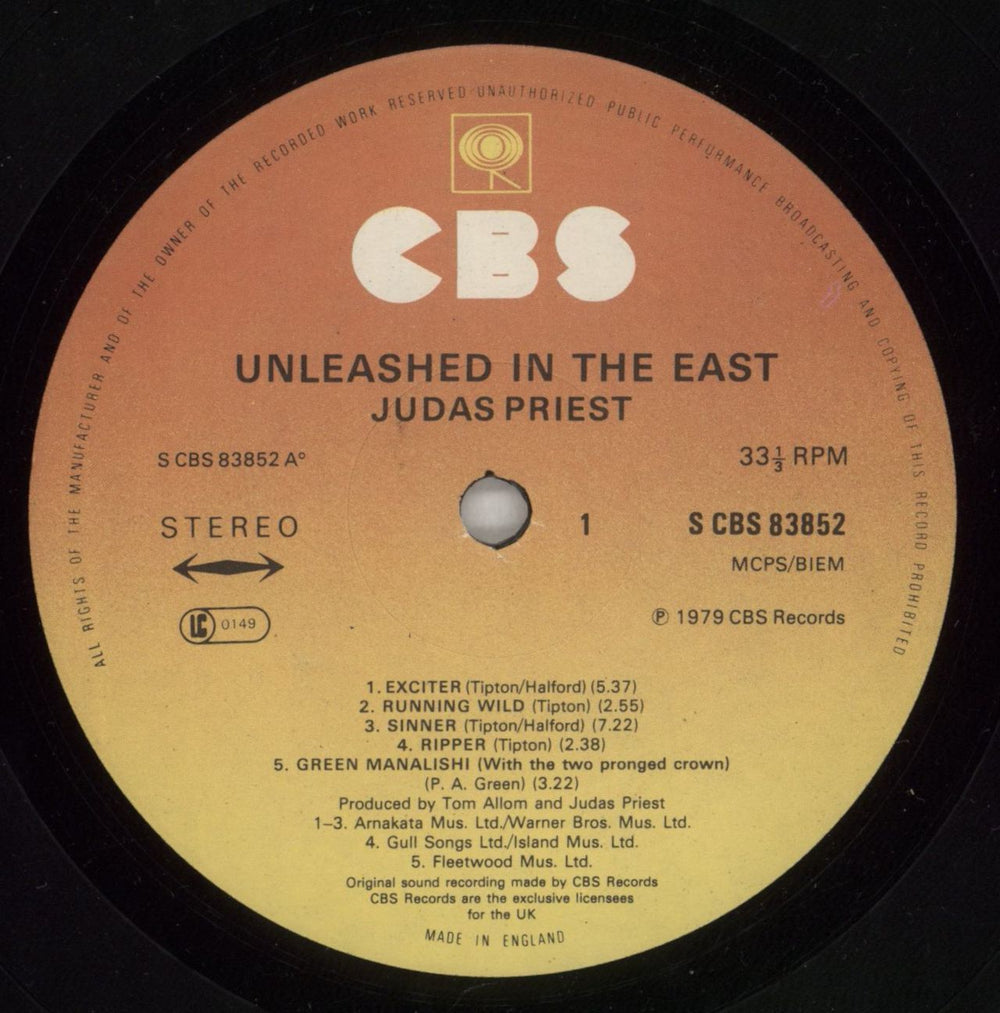 ALL RIGHTS OF THE MANUFACTURER AND OF THE OWNER OF THE RECORDED WORK RESERVED·UNAUTHORIZED PUBLIC PERFORMANCE BROADCASTING AND COPYING OF THIS RECORD PROHIBITED
CBS
UNLEASHED IN THE EAST
JUDAS PRIEST
S CBS 83852 A°
33⅓ RPM
STEREO
1
S CBS 83852
MCPS/BIEM
LC 0149
℗ 1979 CBS Records
1. EXCITER (Tipton/Halford) (5.37)
2. RUNNING WILD (Tipton) (2.55)
3. SINNER (Tipton/Halford) (7.22)
4. RIPPER (Tipton) (2.38)
5. GREEN MANALISHI (With the two pronged crown)
(P. A. Green) (3.22)
Produced by Tom Allom and Judas Priest
1–3. Arnakata Mus. Ltd./Warner Bros. Mus. Ltd.
4. Gull Songs Ltd./Island Mus. Ltd.
5. Fleetwood Mus. Ltd.
Original sound recording made by CBS Records
CBS Records are the exclusive licensees
for the UK
MADE IN ENGLAND